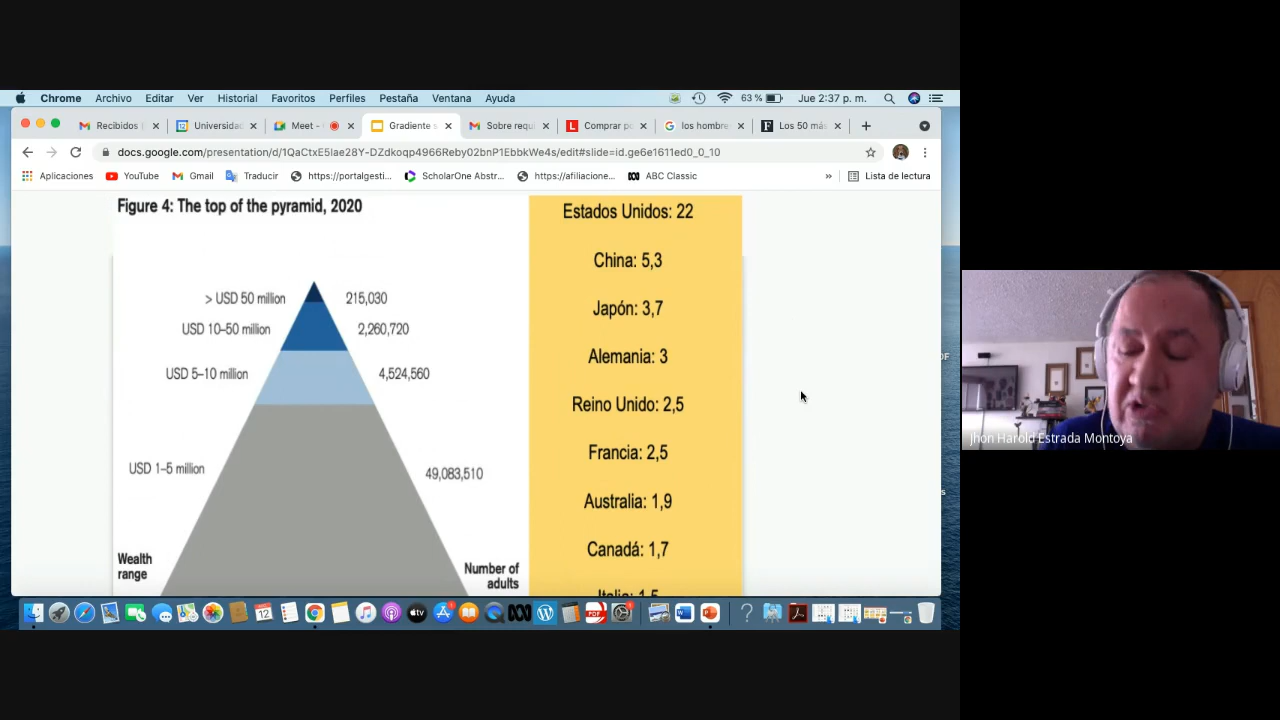 Chrome Archivo Editar Ver Historial Favoritos Perfiles Pestaña Ventana Ayuda 63 % Jue 2:37 p. m.
Recibidos Universidad Meet - Gradiente s Sobre requi Comprar po los hombre Los 50 más
docs.google.com/presentation/d/1QaCtxE5lae28Y-DZdkoqp4966Reby02bnP1EbbkWe4s/edit#slide=id.ge6e1611ed0_0_10
Aplicaciones YouTube Gmail Traducir https://portalgesti... ScholarOne Abstr... https://afiliacione... ABC Classic » Lista de lectura
Figure 4: The top of the pyramid, 2020
> USD 50 million 215,030
USD 10–50 million 2,260,720
USD 5–10 million 4,524,560
USD 1–5 million 49,083,510
Wealth
range
Number of
adults
Estados Unidos: 22
China: 5,3
Japón: 3,7
Alemania: 3
Reino Unido: 2,5
Francia: 2,5
Australia: 1,9
Canadá: 1,7
Italia: 1,5
Jhon Harold Estrada Montoya